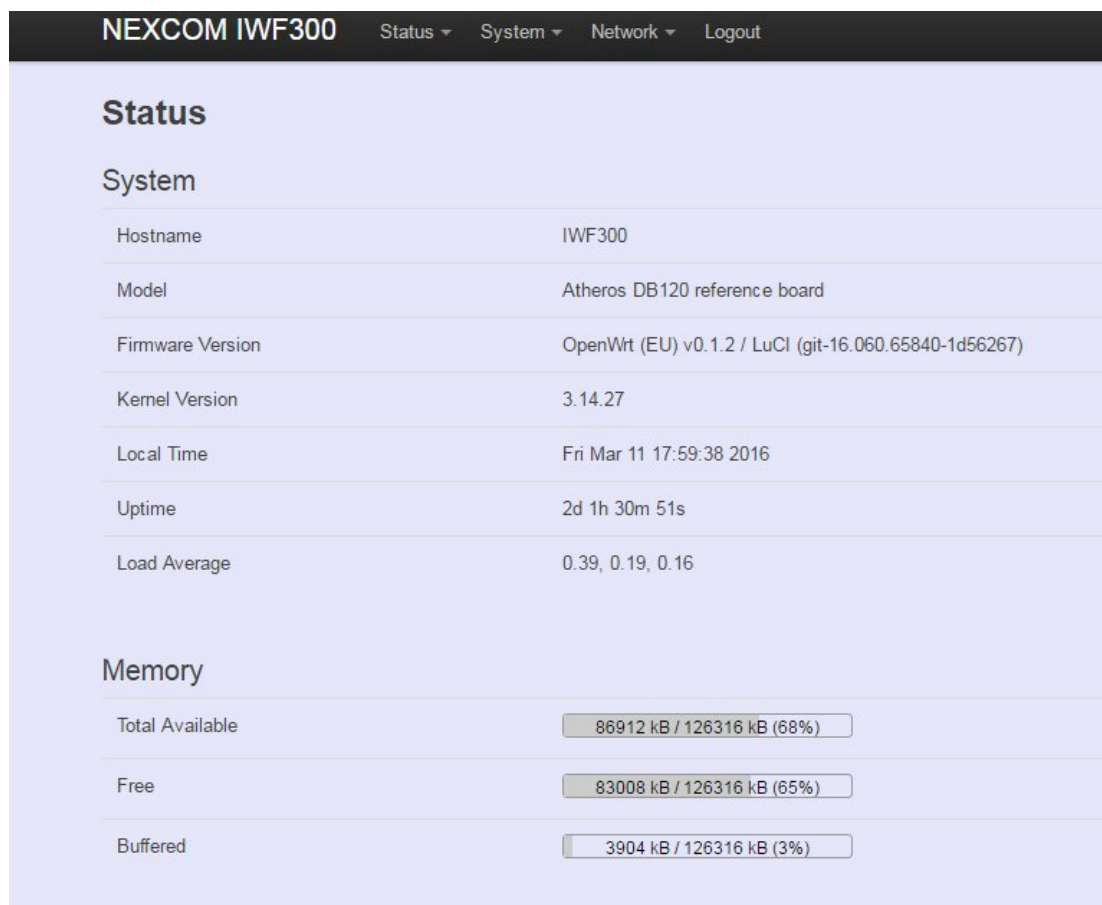 NEXCOM IWF300 Status System Network Logout
Status
System
Hostname IWF300
Model Atheros DB120 reference board
Firmware Version OpenWrt (EU) v0.1.2 / LuCI (git-16.060.65840-1d56267)
Kernel Version 3.14.27
Local Time Fri Mar 11 17:59:38 2016
Uptime 2d 1h 30m 51s
Load Average 0.39, 0.19, 0.16
Memory
Total Available 86912 kB / 126316 kB (68%)
Free 83008 kB / 126316 kB (65%)
Buffered 3904 kB / 126316 kB (3%)